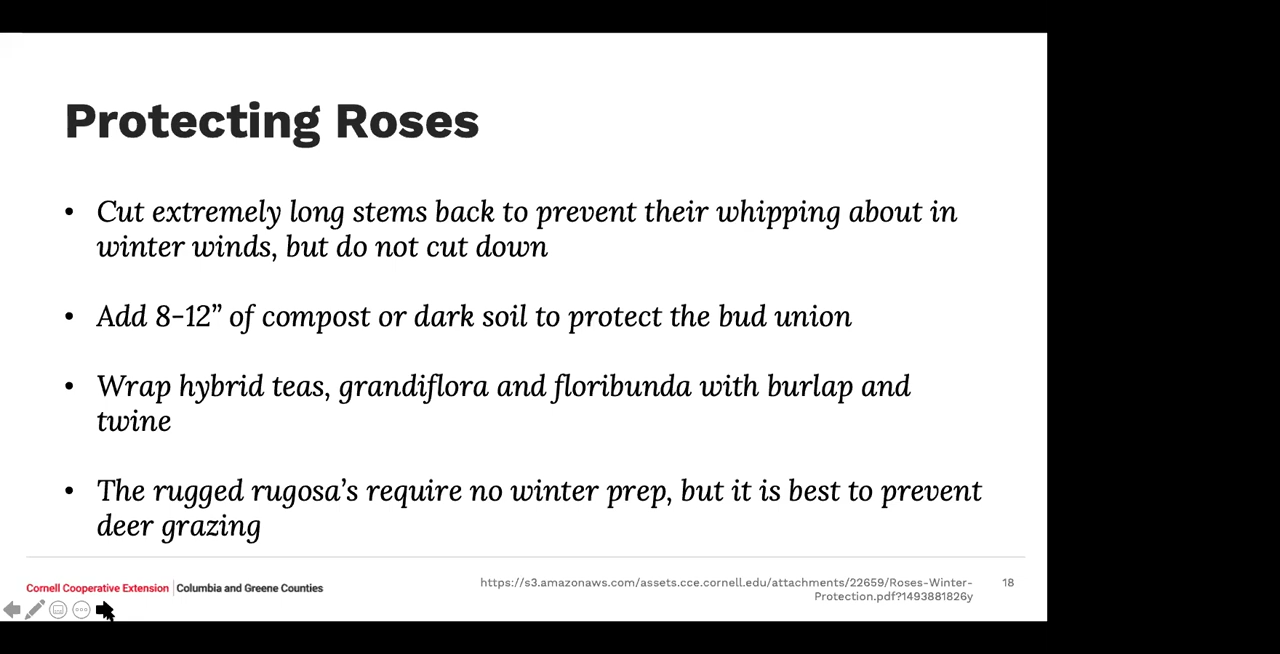 Protecting Roses
• Cut extremely long stems back to prevent their whipping about in
winter winds, but do not cut down
• Add 8-12” of compost or dark soil to protect the bud union
• Wrap hybrid teas, grandiflora and floribunda with burlap and
twine
• The rugged rugosa’s require no winter prep, but it is best to prevent
deer grazing
Cornell Cooperative Extension | Columbia and Greene Counties
https://s3.amazonaws.com/assets.cce.cornell.edu/attachments/22659/Roses-Winter-
Protection.pdf?1493881826y
18